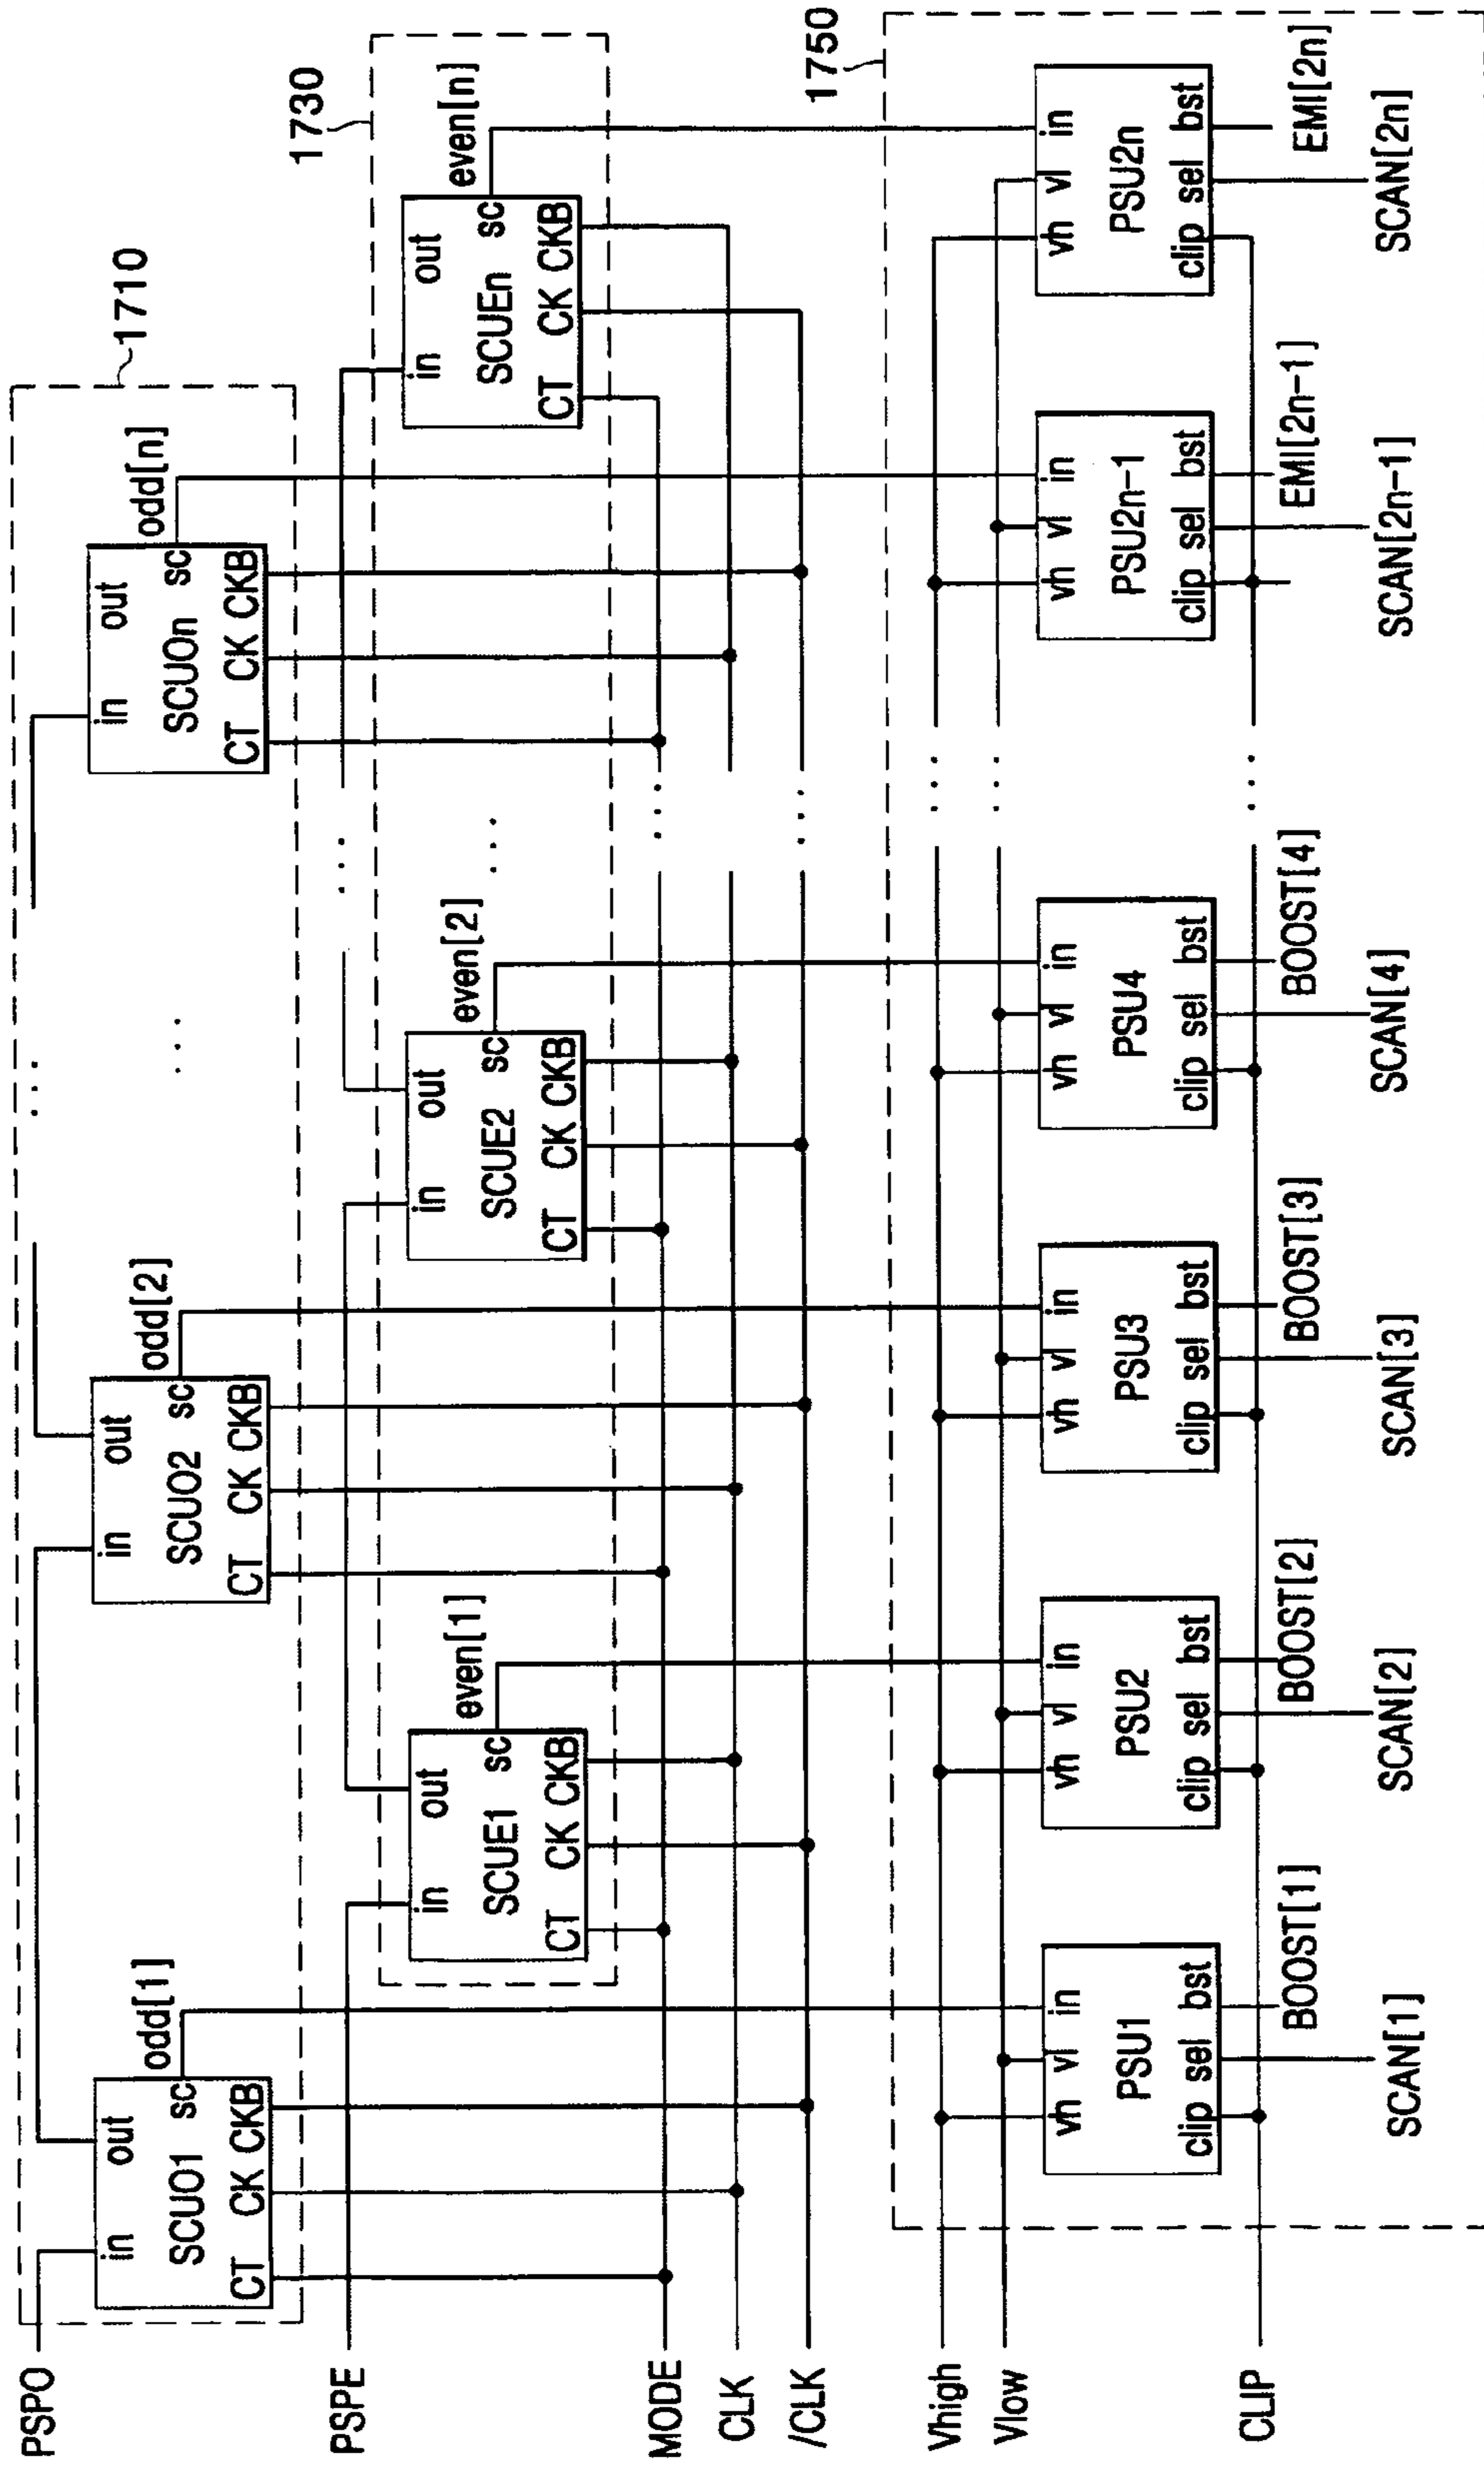 1710
PSPO
in
out
SCUO1
sc
odd[1]
CT CK CKB
in
out
SCUO2
sc
odd[2]
CT CK CKB
...
...
in
out
SCUOn
sc
odd[n]
CT CK CKB
1730
PSPE
in
out
SCUE1
sc
even[1]
CT CK CKB
in
out
SCUE2
sc
even[2]
CT CK CKB
...
...
in
out
SCUEn
sc
even[n]
CT CK CKB
MODE
...
CLK
/CLK
...
1750
Vhigh
...
Vlow
...
vh vl in
PSU1
clip sel bst
vh vl in
PSU2
clip sel bst
vh vl in
PSU3
clip sel bst
vh vl in
PSU4
clip sel bst
vh vl in
PSU2n-1
clip sel bst
vh vl in
PSU2n
clip sel bst
CLIP
...
BOOST[1]
BOOST[2]
BOOST[3]
BOOST[4]
EMI[2n-1]
EMI[2n]
SCAN[1]
SCAN[2]
SCAN[3]
SCAN[4]
SCAN[2n-1]
SCAN[2n]